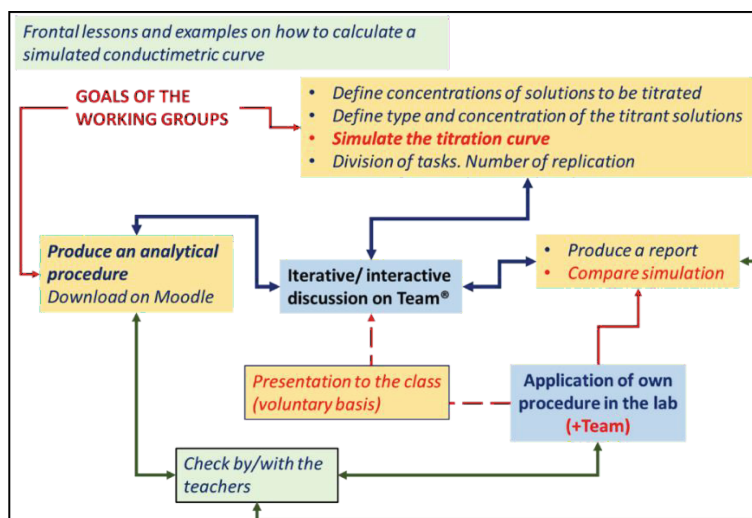 Frontal lessons and examples on how to calculate a
simulated conductimetric curve
GOALS OF THE
WORKING GROUPS
• Define concentrations of solutions to be titrated
• Define type and concentration of the titrant solutions
• Simulate the titration curve
• Division of tasks. Number of replication
Produce an analytical
procedure
Download on Moodle
Iterative/ interactive
discussion on Team®
• Produce a report
• Compare simulation
Presentation to the class
(voluntary basis)
Application of own
procedure in the lab
(+Team)
Check by/with the
teachers